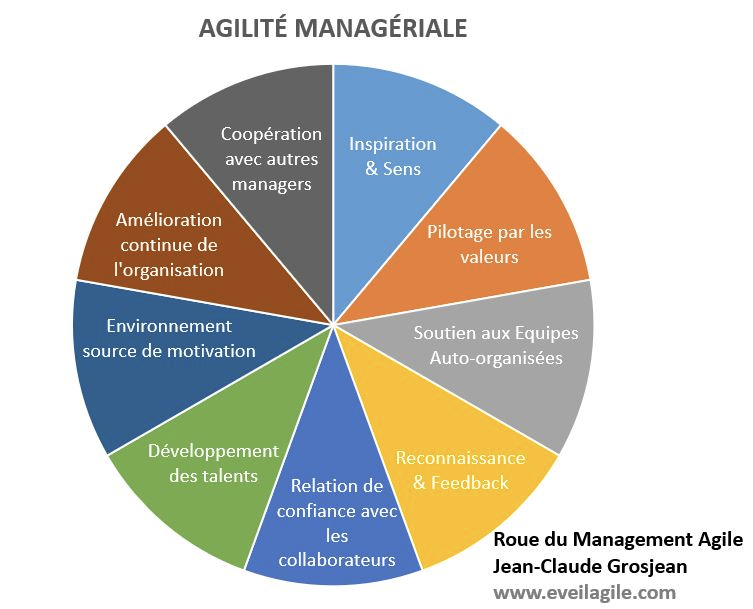 AGILITÉ MANAGÉRIALE
Inspiration
& Sens
Pilotage par les
valeurs
Soutien aux Equipes
Auto-organisées
Reconnaissance
& Feedback
Relation de
confiance avec
les
collaborateurs
Développement
des talents
Environnement
source de motivation
Amélioration
continue de
l'organisation
Coopération
avec autres
managers
Roue du Management Agile
Jean-Claude Grosjean
www.eveilagile.com